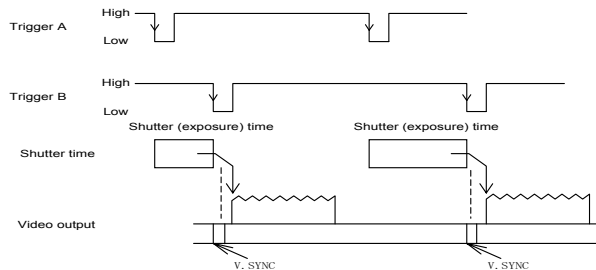 High
Trigger A
Low
High
Trigger B
Low
Shutter (exposure) time Shutter (exposure) time
Shutter time
Video output
V. SYNC V. SYNC